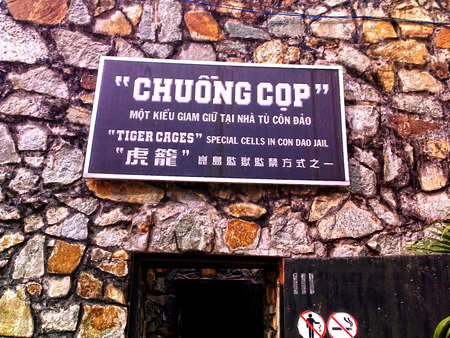 “CHUỒNG CỌP”
MỘT KIỂU GIAM GIỮ TẠI NHÀ TÙ CÔN ĐẢO
“TIGER CAGES” SPECIAL CELLS IN CON DAO JAIL
“虎籠” 崑島監獄監禁方式之一